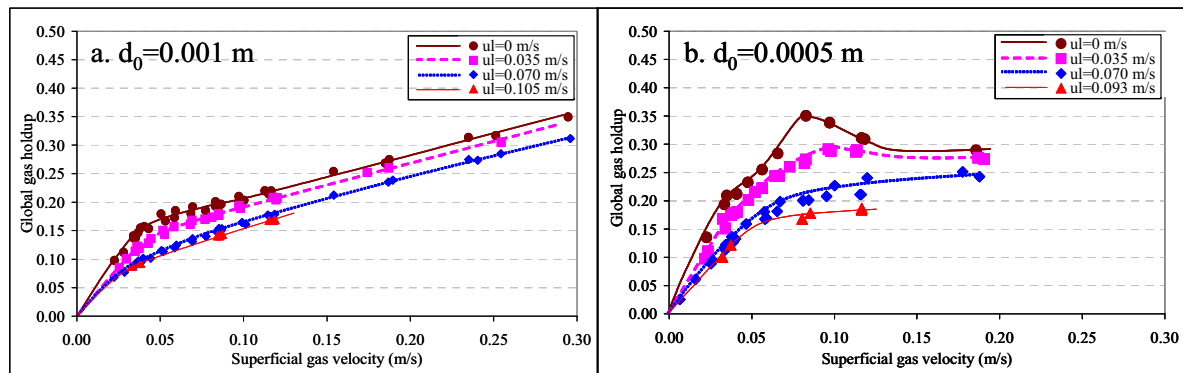 a. d₀=0.001 m
ul=0 m/s
ul=0.035 m/s
ul=0.070 m/s
ul=0.105 m/s
Global gas holdup
0.50
0.45
0.40
0.35
0.30
0.25
0.20
0.15
0.10
0.05
0.00
0.00 0.05 0.10 0.15 0.20 0.25 0.30
Superficial gas velocity (m/s)
b. d₀=0.0005 m
ul=0 m/s
ul=0.035 m/s
ul=0.070 m/s
ul=0.093 m/s
Global gas holdup
0.50
0.45
0.40
0.35
0.30
0.25
0.20
0.15
0.10
0.05
0.00
0.00 0.05 0.10 0.15 0.20 0.25 0.30
Superficial gas velocity (m/s)